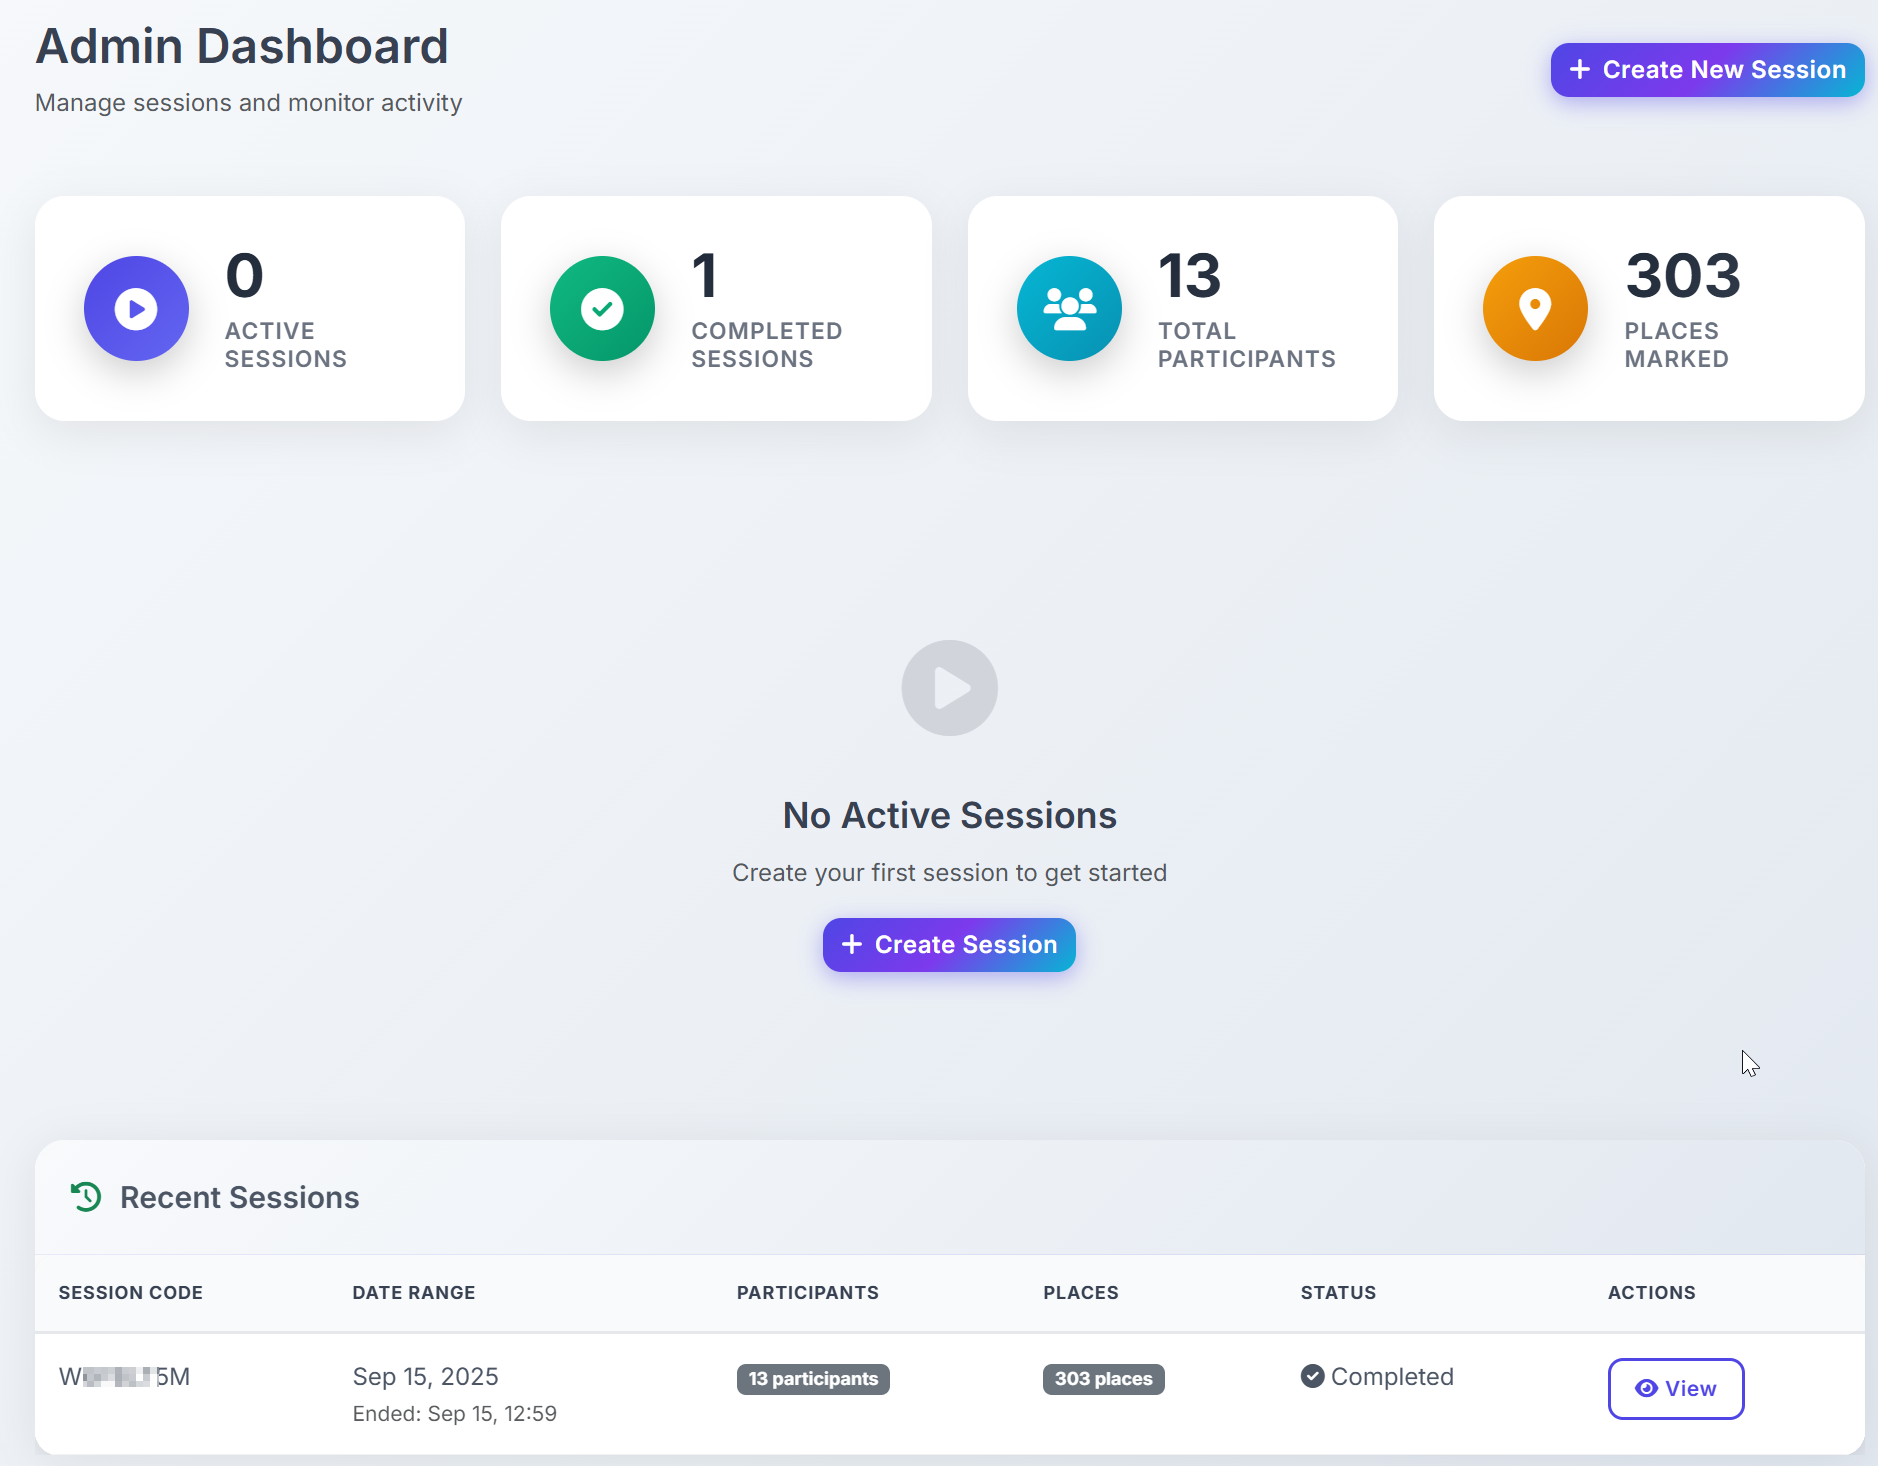 Admin Dashboard
Manage sessions and monitor activity
Create New Session
0
ACTIVE
SESSIONS
1
COMPLETED
SESSIONS
13
TOTAL
PARTICIPANTS
303
PLACES
MARKED
No Active Sessions
Create your first session to get started
Create Session
Recent Sessions
SESSION CODE DATE RANGE PARTICIPANTS PLACES STATUS ACTIONS
Sep 15, 2025 13 participants 303 places Completed View
Ended: Sep 15, 12:59